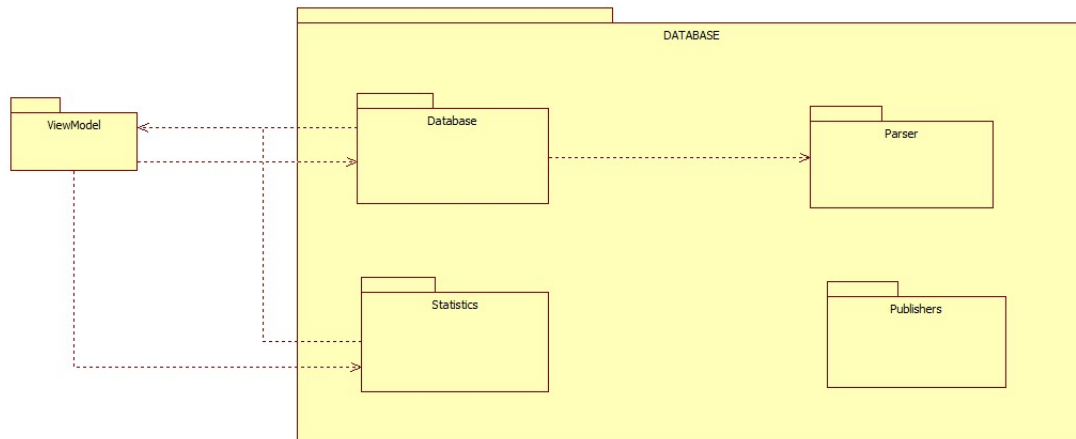 DATABASE
ViewModel
Database
Parser
Statistics
Publishers